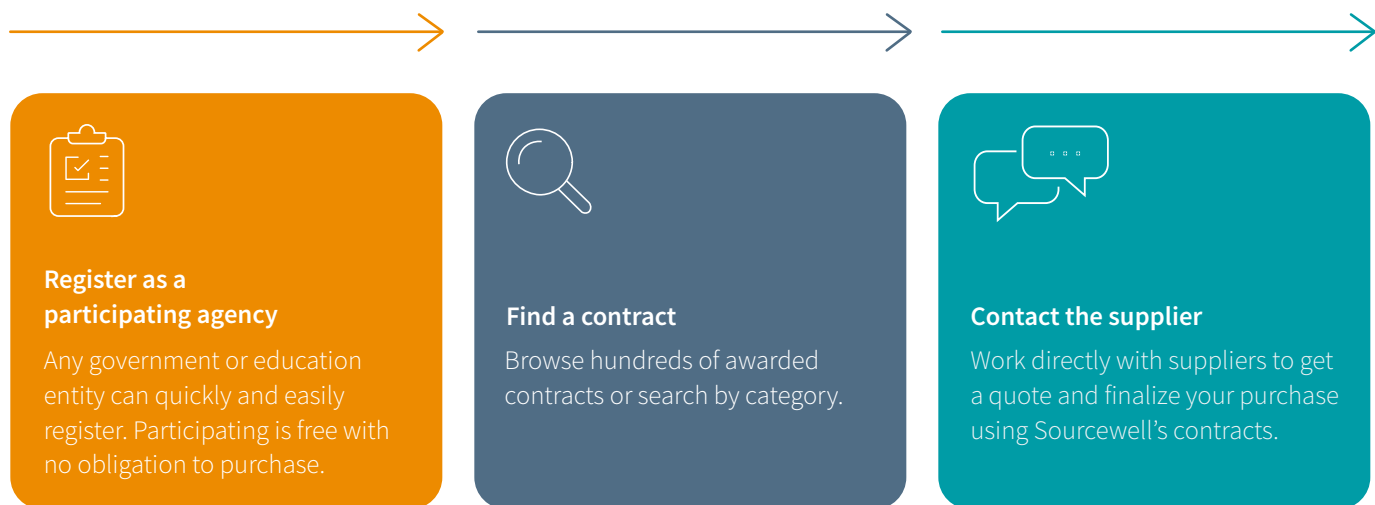 Register as a
participating agency
Any government or education
entity can quickly and easily
register. Participating is free with
no obligation to purchase.
Find a contract
Browse hundreds of awarded
contracts or search by category.
Contact the supplier
Work directly with suppliers to get
a quote and finalize your purchase
using Sourcewell’s contracts.